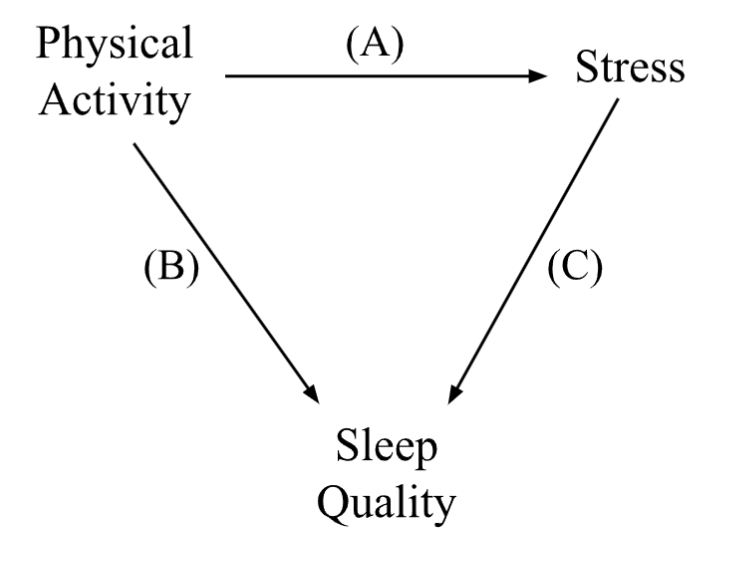 Physical
Activity
(A)
Stress
(B)
(C)
Sleep
Quality